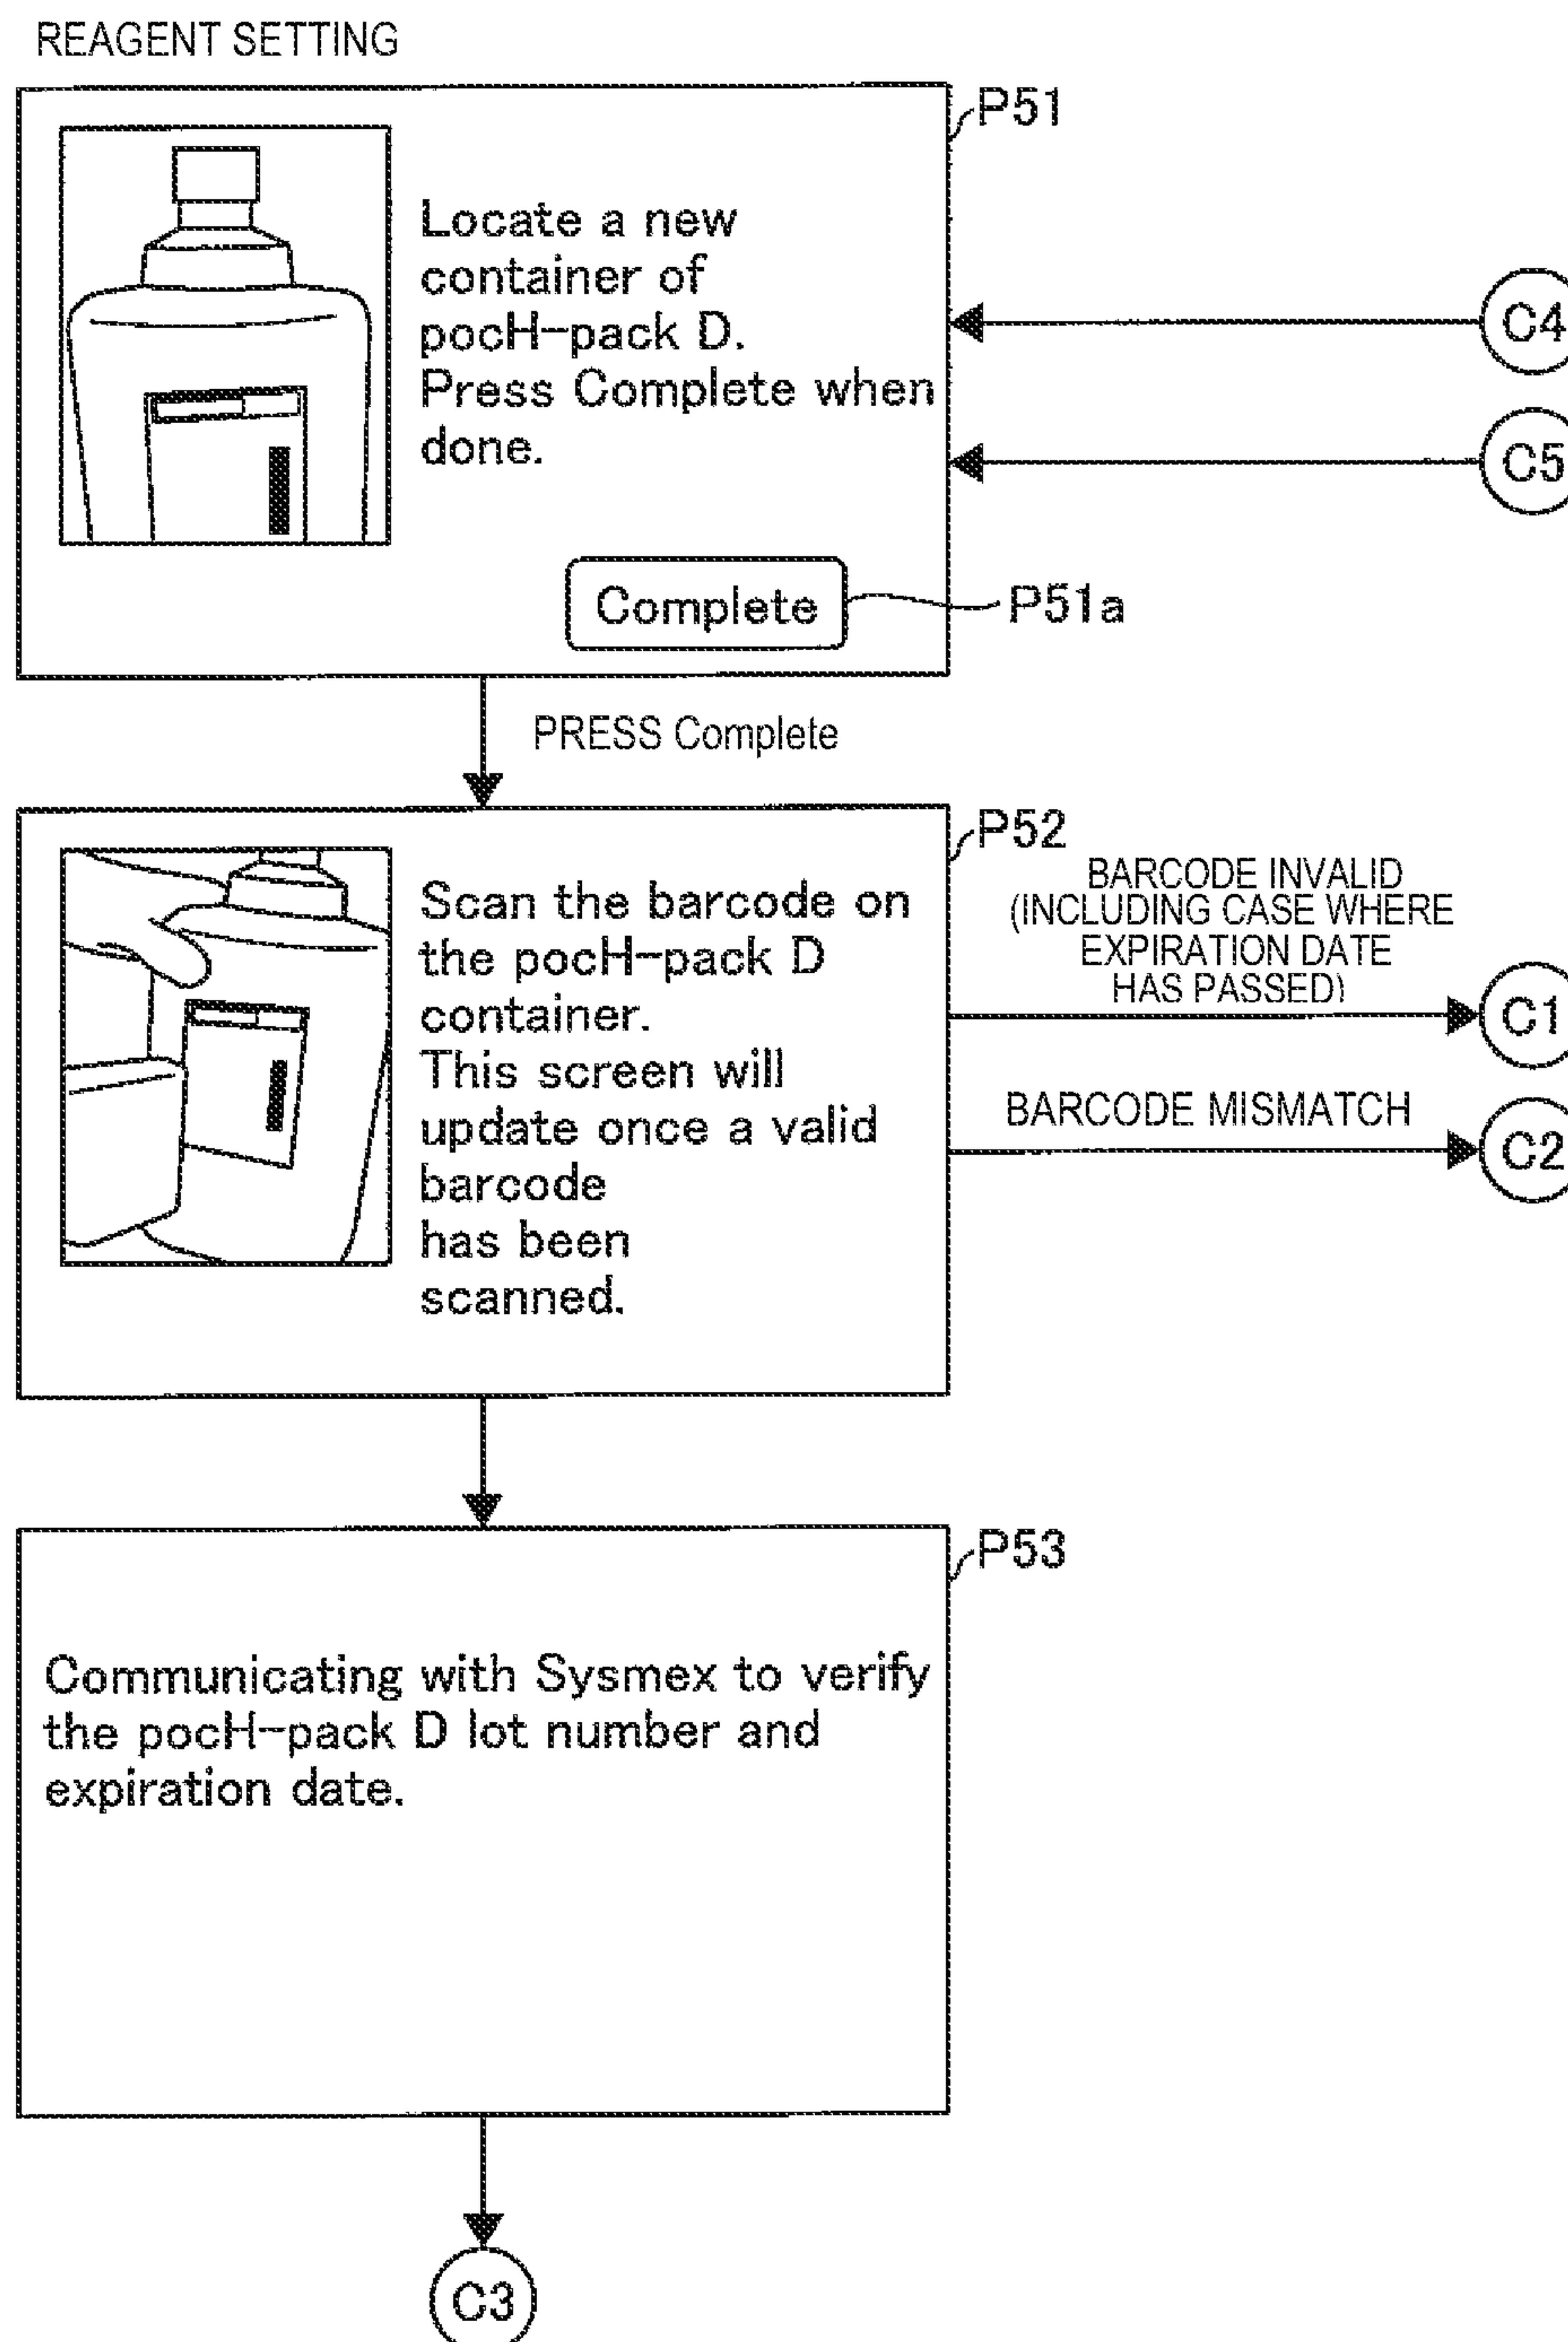 REAGENT SETTING
P51
Locate a new
container of
pocH-pack D.
Press Complete when
done.
C4
C5
Complete
P51a
PRESS Complete
P52
Scan the barcode on
the pocH-pack D
container.
This screen will
update once a valid
barcode
has been
scanned.
BARCODE INVALID
(INCLUDING CASE WHERE
EXPIRATION DATE
HAS PASSED)
C1
BARCODE MISMATCH
C2
P53
Communicating with Sysmex to verify
the pocH-pack D lot number and
expiration date.
C3